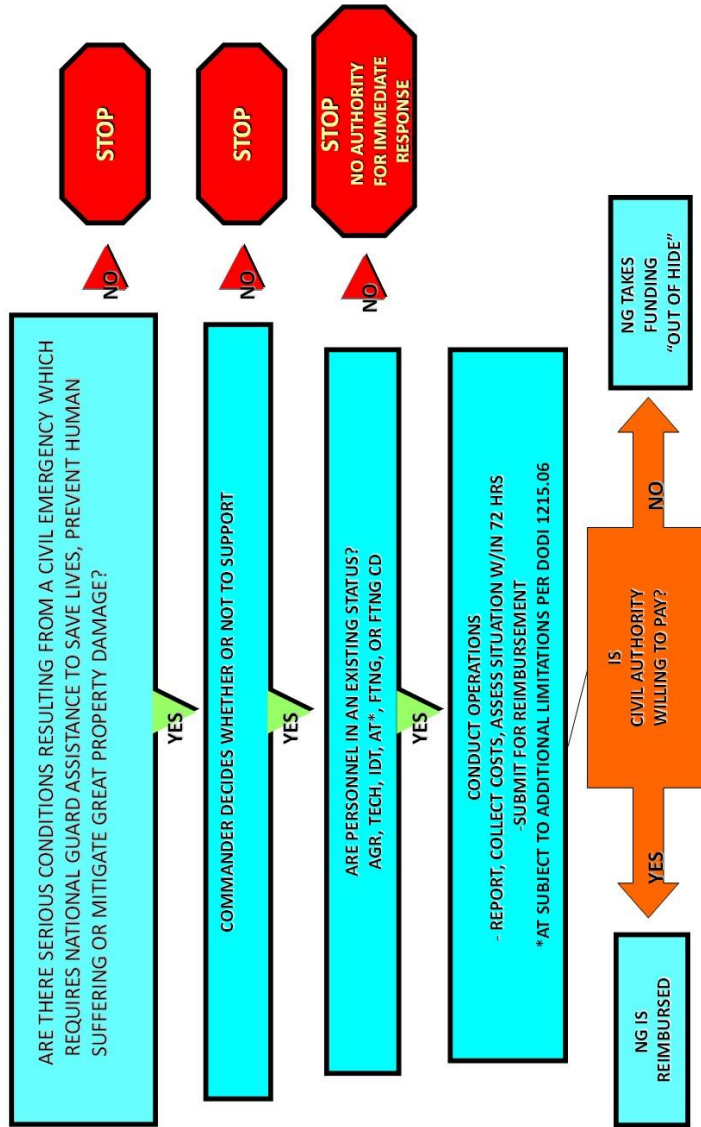 ARE THERE SERIOUS CONDITIONS RESULTING FROM A CIVIL EMERGENCY WHICH
REQUIRES NATIONAL GUARD ASSISTANCE TO SAVE LIVES, PREVENT HUMAN
SUFFERING OR MITIGATE GREAT PROPERTY DAMAGE?
NO
STOP
YES
COMMANDER DECIDES WHETHER OR NOT TO SUPPORT
NO
STOP
YES
ARE PERSONNEL IN AN EXISTING STATUS?
AGR, TECH, IDT, AT*, FTNG, OR FTNG CD
NO
STOP
NO AUTHORITY
FOR IMMEDIATE
RESPONSE
YES
CONDUCT OPERATIONS
- REPORT, COLLECT COSTS, ASSESS SITUATION W/IN 72 HRS
-SUBMIT FOR REIMBURSEMENT
*AT SUBJECT TO ADDITIONAL LIMITATIONS PER DODI 1215.06
IS
CIVIL AUTHORITY
WILLING TO PAY?
YES
NG IS
REIMBURSED
NO
NG TAKES
FUNDING
“OUT OF HIDE”